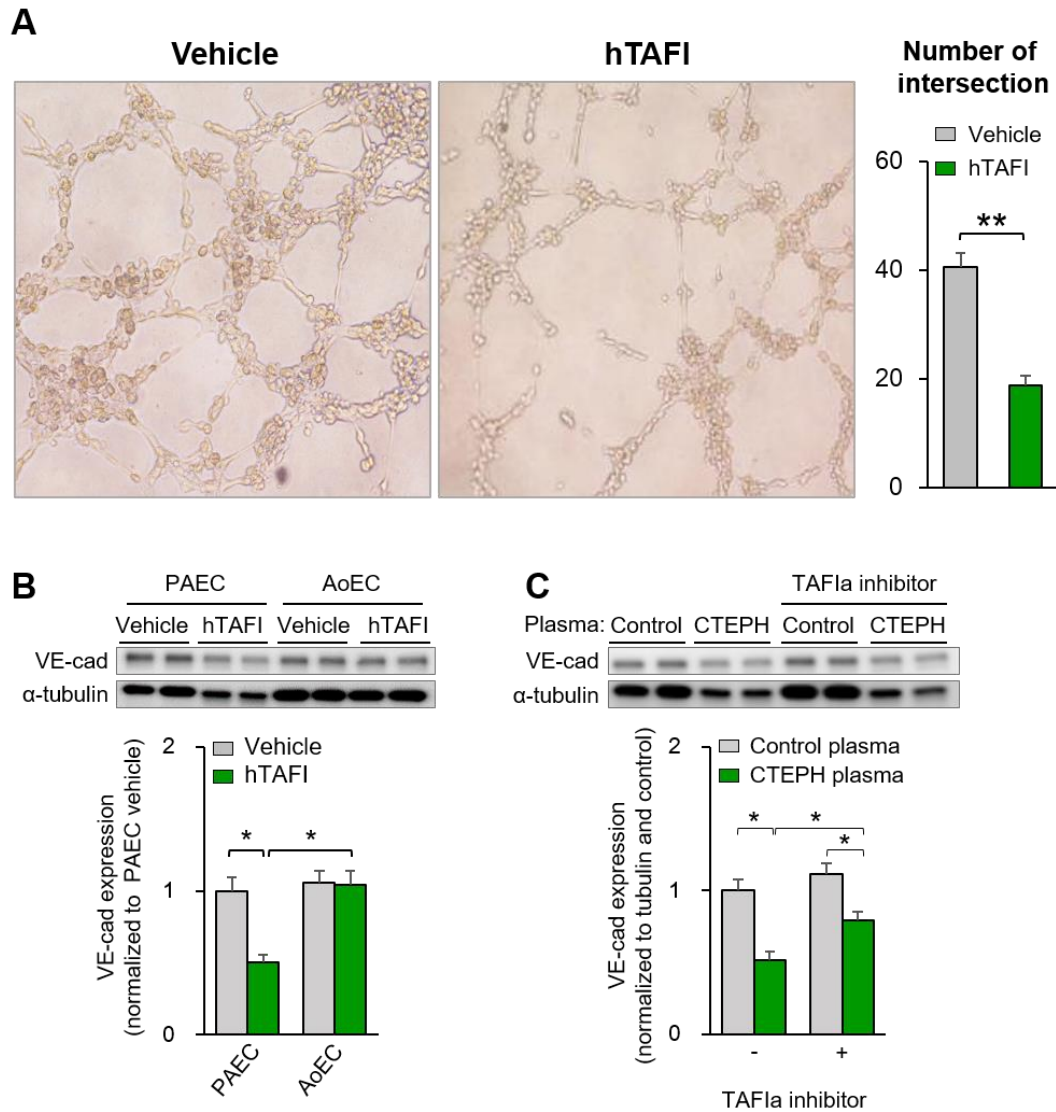 A
Vehicle
hTAFI
Number of
intersection
Vehicle
hTAFI
60
40
20
0
**
B
PAEC
AoEC
Vehicle hTAFI Vehicle hTAFI
VE-cad
α-tubulin
VE-cad expression
(normalized to PAEC vehicle)
2
1
0
Vehicle
hTAFI
*
*
PAEC
AoEC
C
TAFIa inhibitor
Plasma: Control CTEPH Control CTEPH
VE-cad
α-tubulin
VE-cad expression
(normalized to tubulin and control)
2
1
0
Control plasma
CTEPH plasma
*
*
*
-
+
TAFIa inhibitor